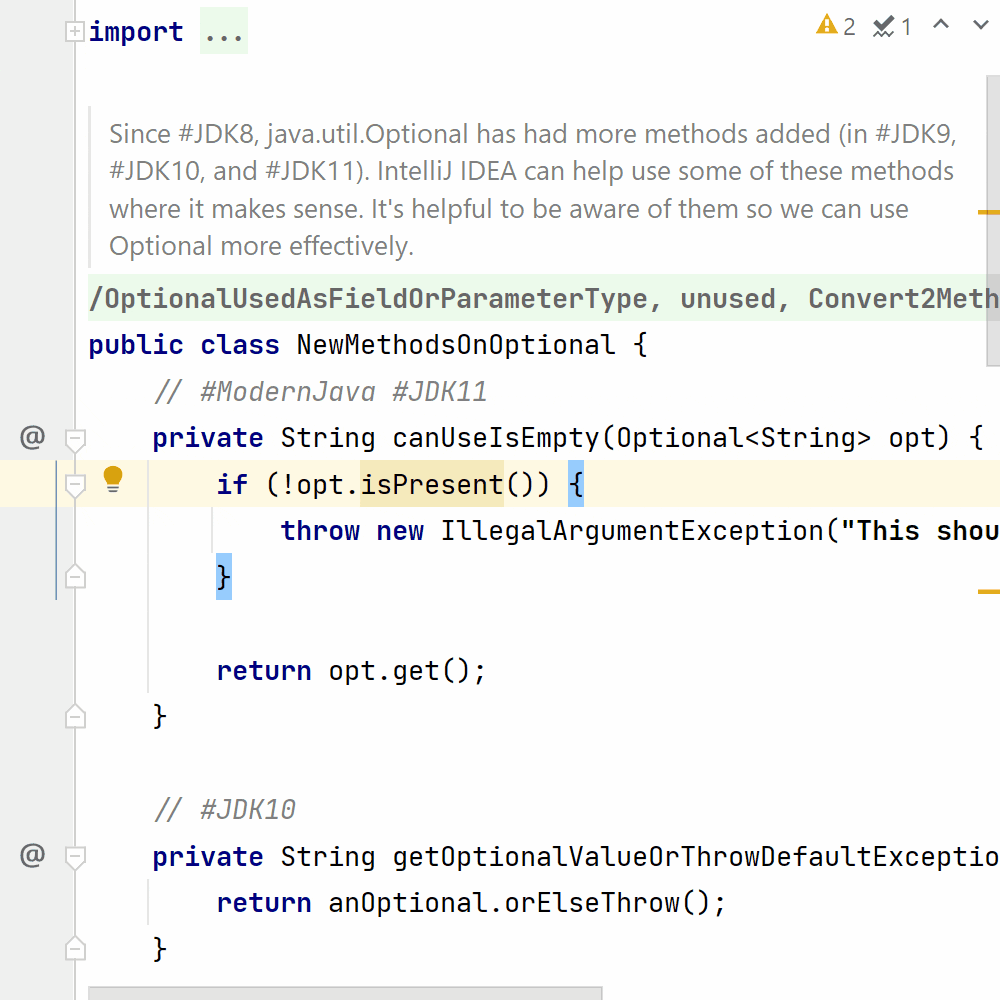 import ...
2 1
Since #JDK8, java.util.Optional has had more methods added (in #JDK9,
#JDK10, and #JDK11). IntelliJ IDEA can help use some of these methods
where it makes sense. It's helpful to be aware of them so we can use
Optional more effectively.
/OptionalUsedAsFieldOrParameterType, unused, Convert2Meth
public class NewMethodsOnOptional {
// #ModernJava #JDK11
@ private String canUseIsEmpty(Optional<String> opt) {
if (!opt.isPresent()) {
throw new IllegalArgumentException("This shou
}
return opt.get();
}
// #JDK10
@ private String getOptionalValueOrThrowDefaultExceptio
return anOptional.orElseThrow();
}